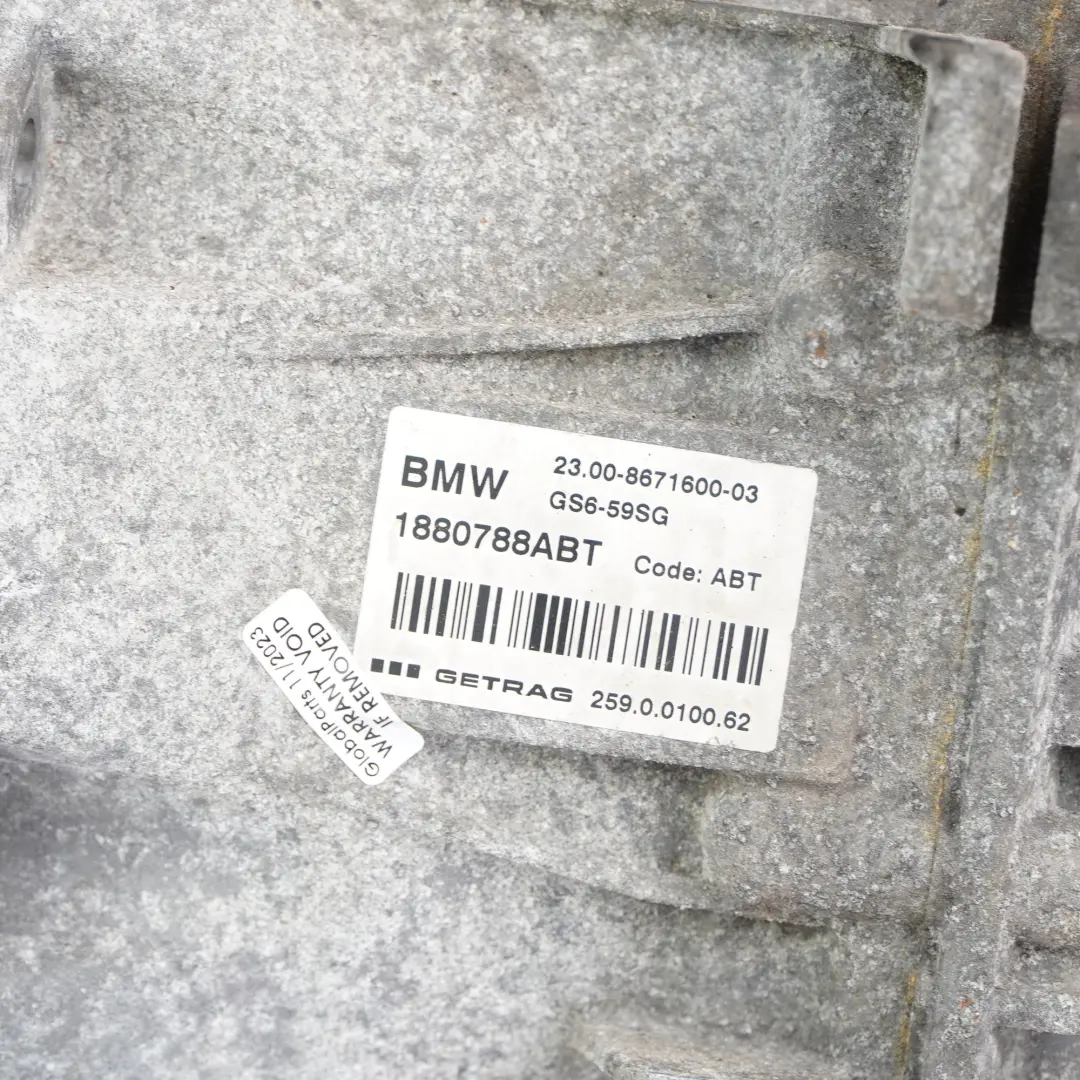 BMW
23.00-8671600-03
GS6-59SG
1880788ABT
Code: ABT
GETRAG 259.0.0100.62
GlobalParts 11/2023
WARRANTY VOID
IF REMOVED